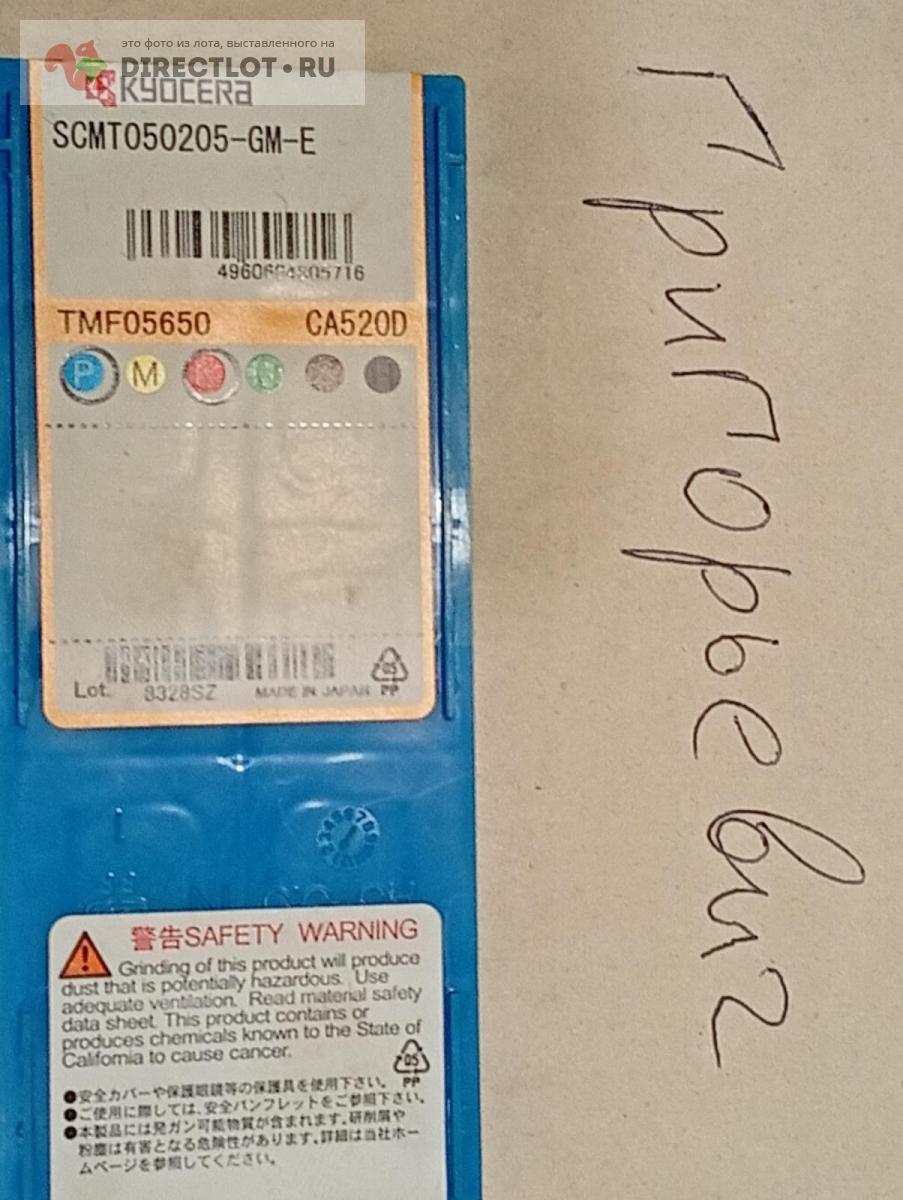 это фото из лота, выставленного на
DIRECTLOT.RU
KYOCERA
SCMT050205-GM-E
TMF05650 CA520D
P M
Lot. 8328SZ MADE IN JAPAN PP
警告SAFETY WARNING
Grinding of this product will produce
dust that is potentially hazardous. Use
adequate ventilation. Read material safety
data sheet. This product contains or
produces chemicals known to the State of
California to cause cancer.
05
PP
●安全カバーや保護眼鏡等の保護具を使用下さい。
●ご使用に際しては、安全パンフレットをご参照下さい。
●本製品には発ガン可能物質が含まれます。研削屑や
粉塵は有害となる危険性があります。詳細は当社ホー
ムページを参照してください。
Григорьевич